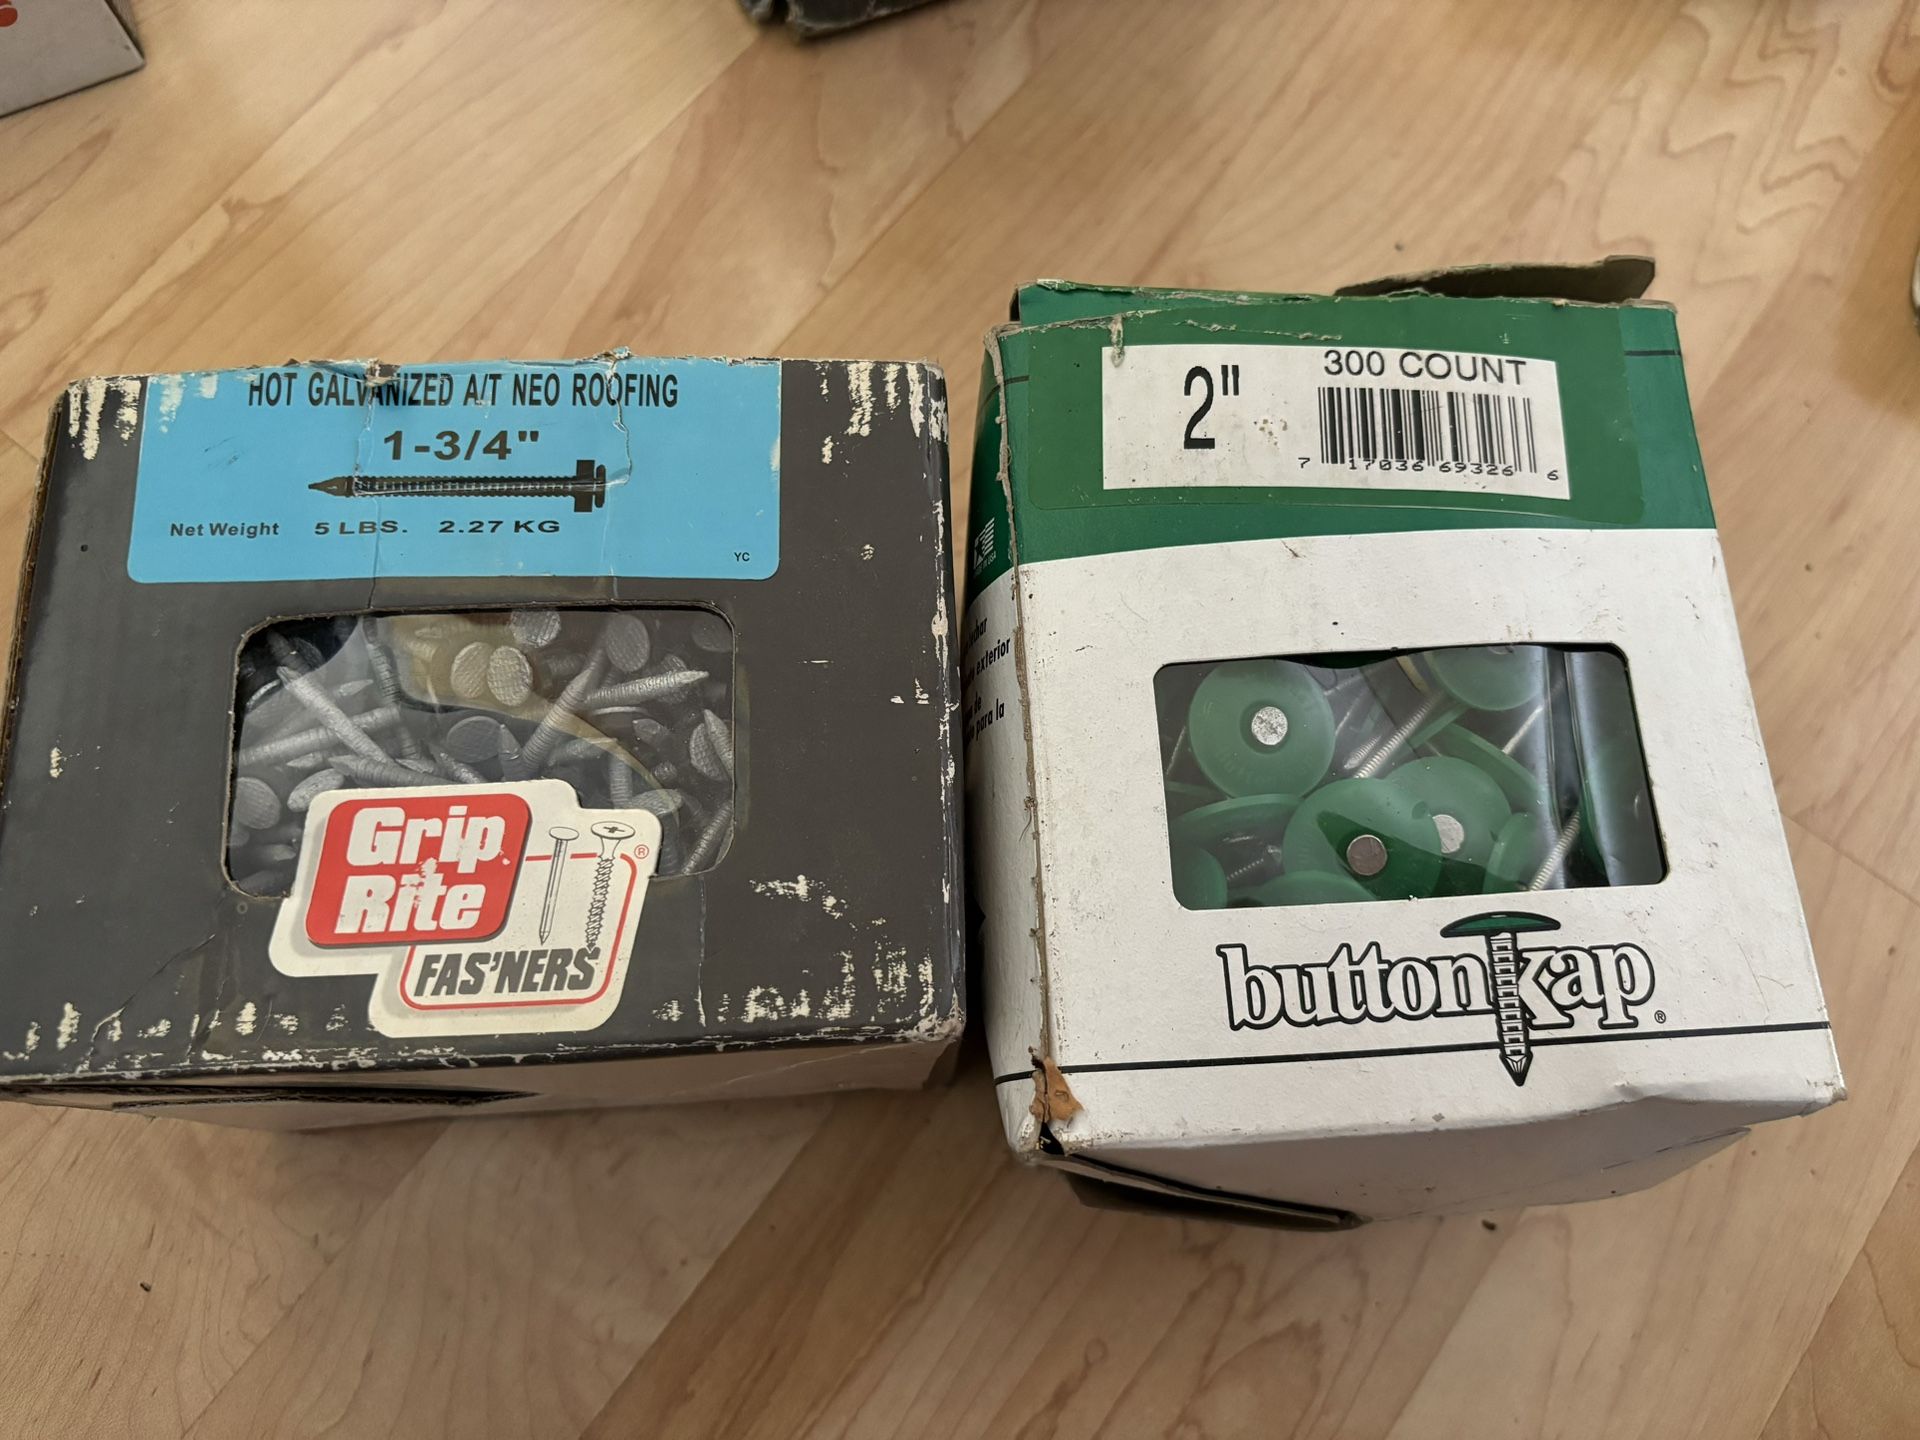 HOT GALVANIZED A/T NEO ROOFING
1-3/4"
Net Weight 5 LBS. 2.27 KG
YC
Grip
Rite
®
FAS'NERS
2"
300 COUNT
7 17036 69326 6
exterior
de
para la
buttonkap®